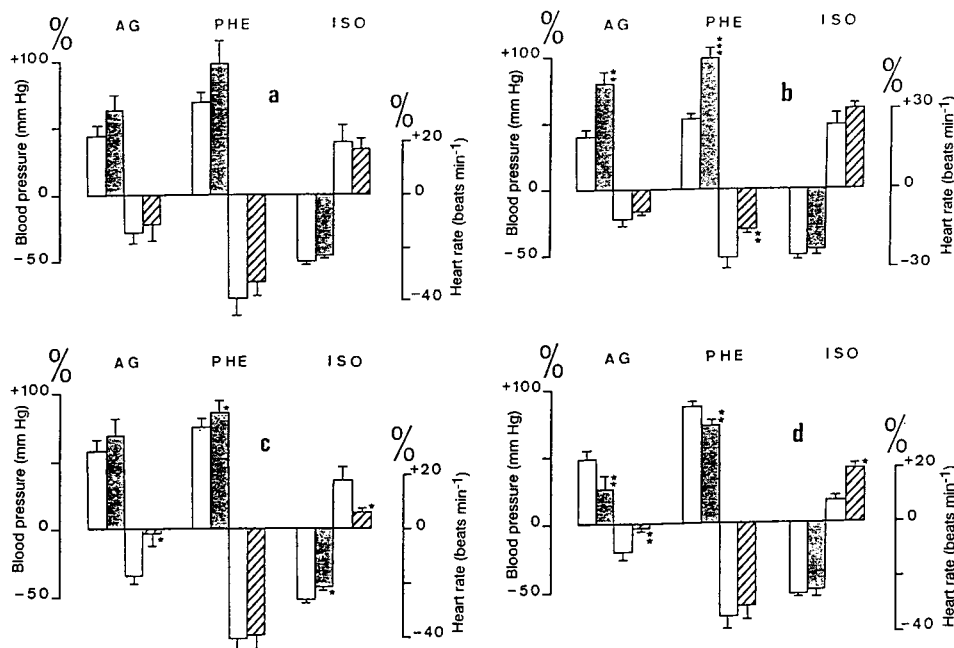 %
AG PHE ISO
+100
0
−50
Blood pressure (mm Hg)
a
%
+20
0
−40
Heart rate (beats min⁻¹)
%
AG PHE ISO
+100
0
−50
Blood pressure (mm Hg)
**
***
**
b
%
+30
0
−30
Heart rate (beats min⁻¹)
%
AG PHE ISO
+100
0
−50
Blood pressure (mm Hg)
*
*
*
*
c
%
+20
0
−40
Heart rate (beats min⁻¹)
%
AG PHE ISO
+100
0
−50
Blood pressure (mm Hg)
**
**
**
*
d
%
+20
0
−40
Heart rate (beats min⁻¹)